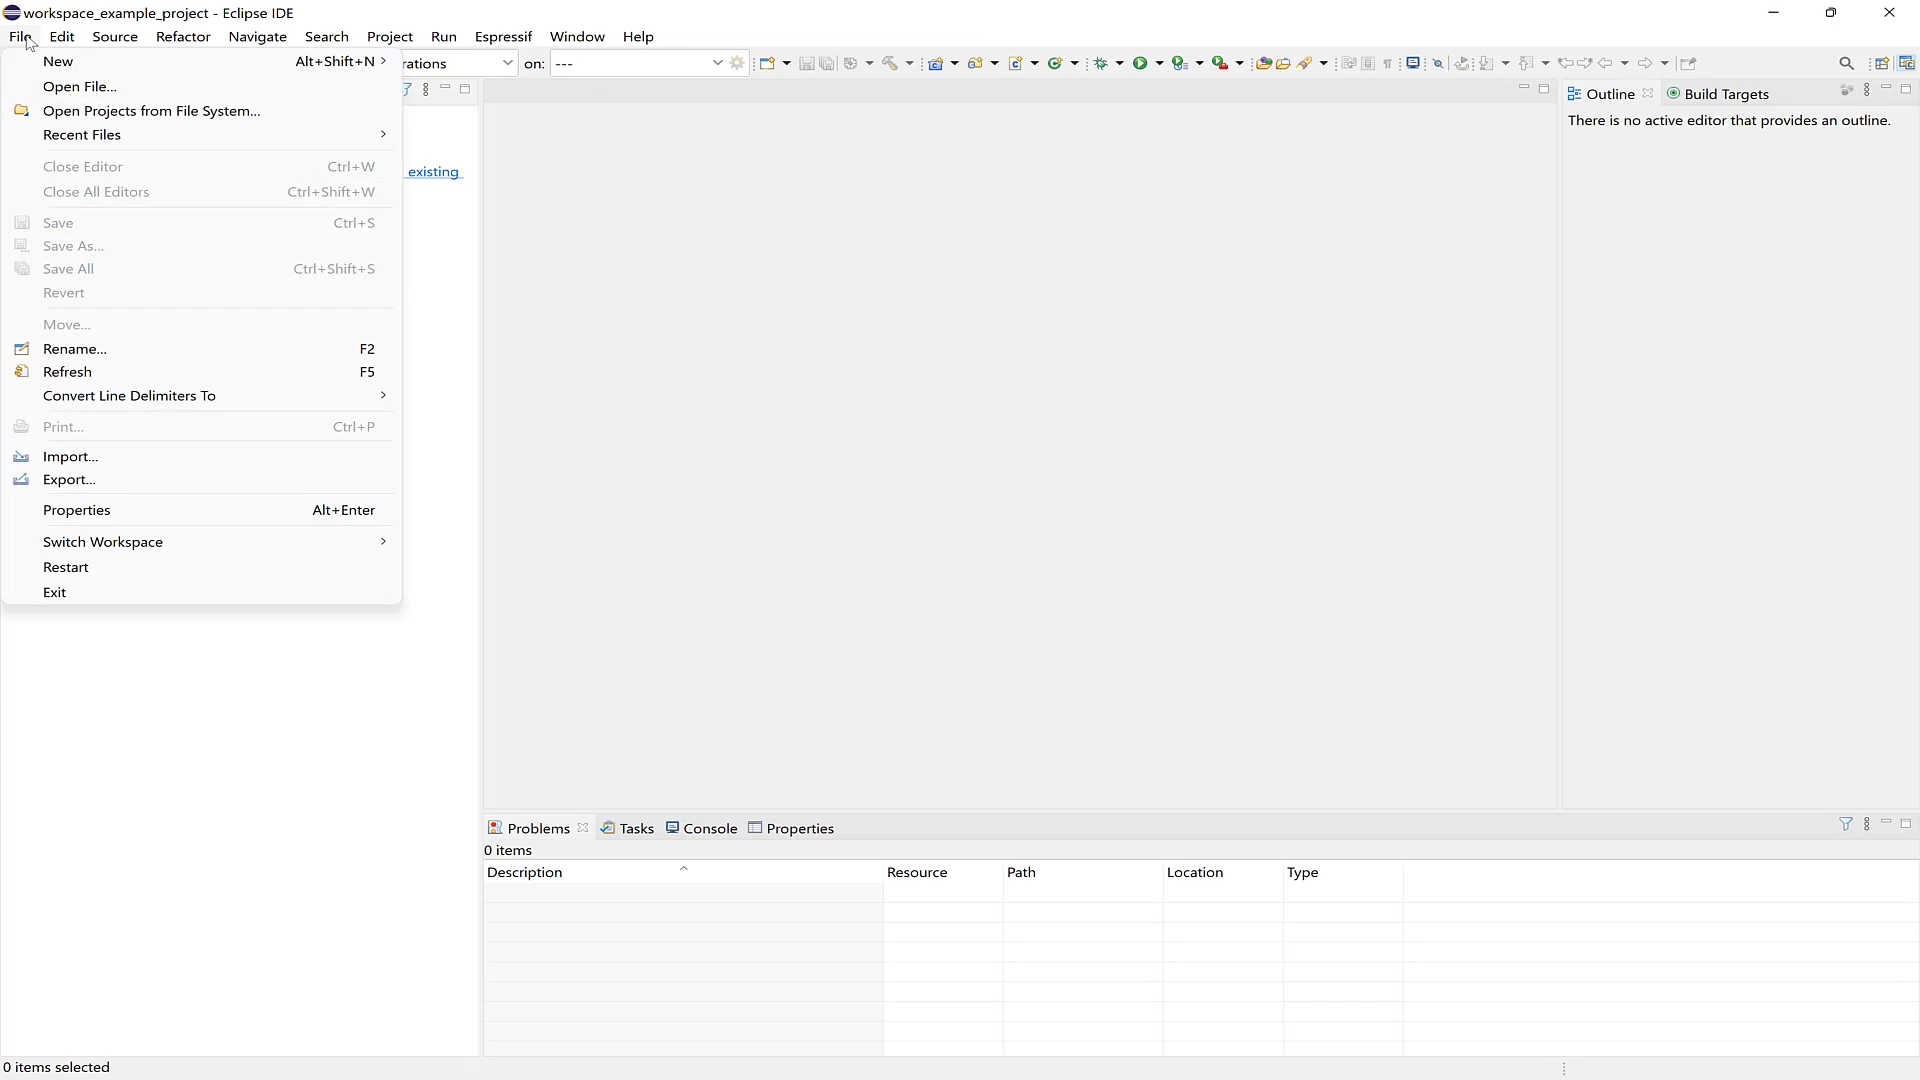 workspace_example_project - Eclipse IDE
File Edit Source Refactor Navigate Search Project Run Espressif Window Help
rations on: ---
New Alt+Shift+N
Open File...
Open Projects from File System...
Recent Files
Close Editor Ctrl+W
Close All Editors Ctrl+Shift+W
Save Ctrl+S
Save As...
Save All Ctrl+Shift+S
Revert
Move...
Rename... F2
Refresh F5
Convert Line Delimiters To
Print... Ctrl+P
Import...
Export...
Properties Alt+Enter
Switch Workspace
Restart
Exit
existing
Outline Build Targets
There is no active editor that provides an outline.
Problems Tasks Console Properties
0 items
Description Resource Path Location Type
0 items selected